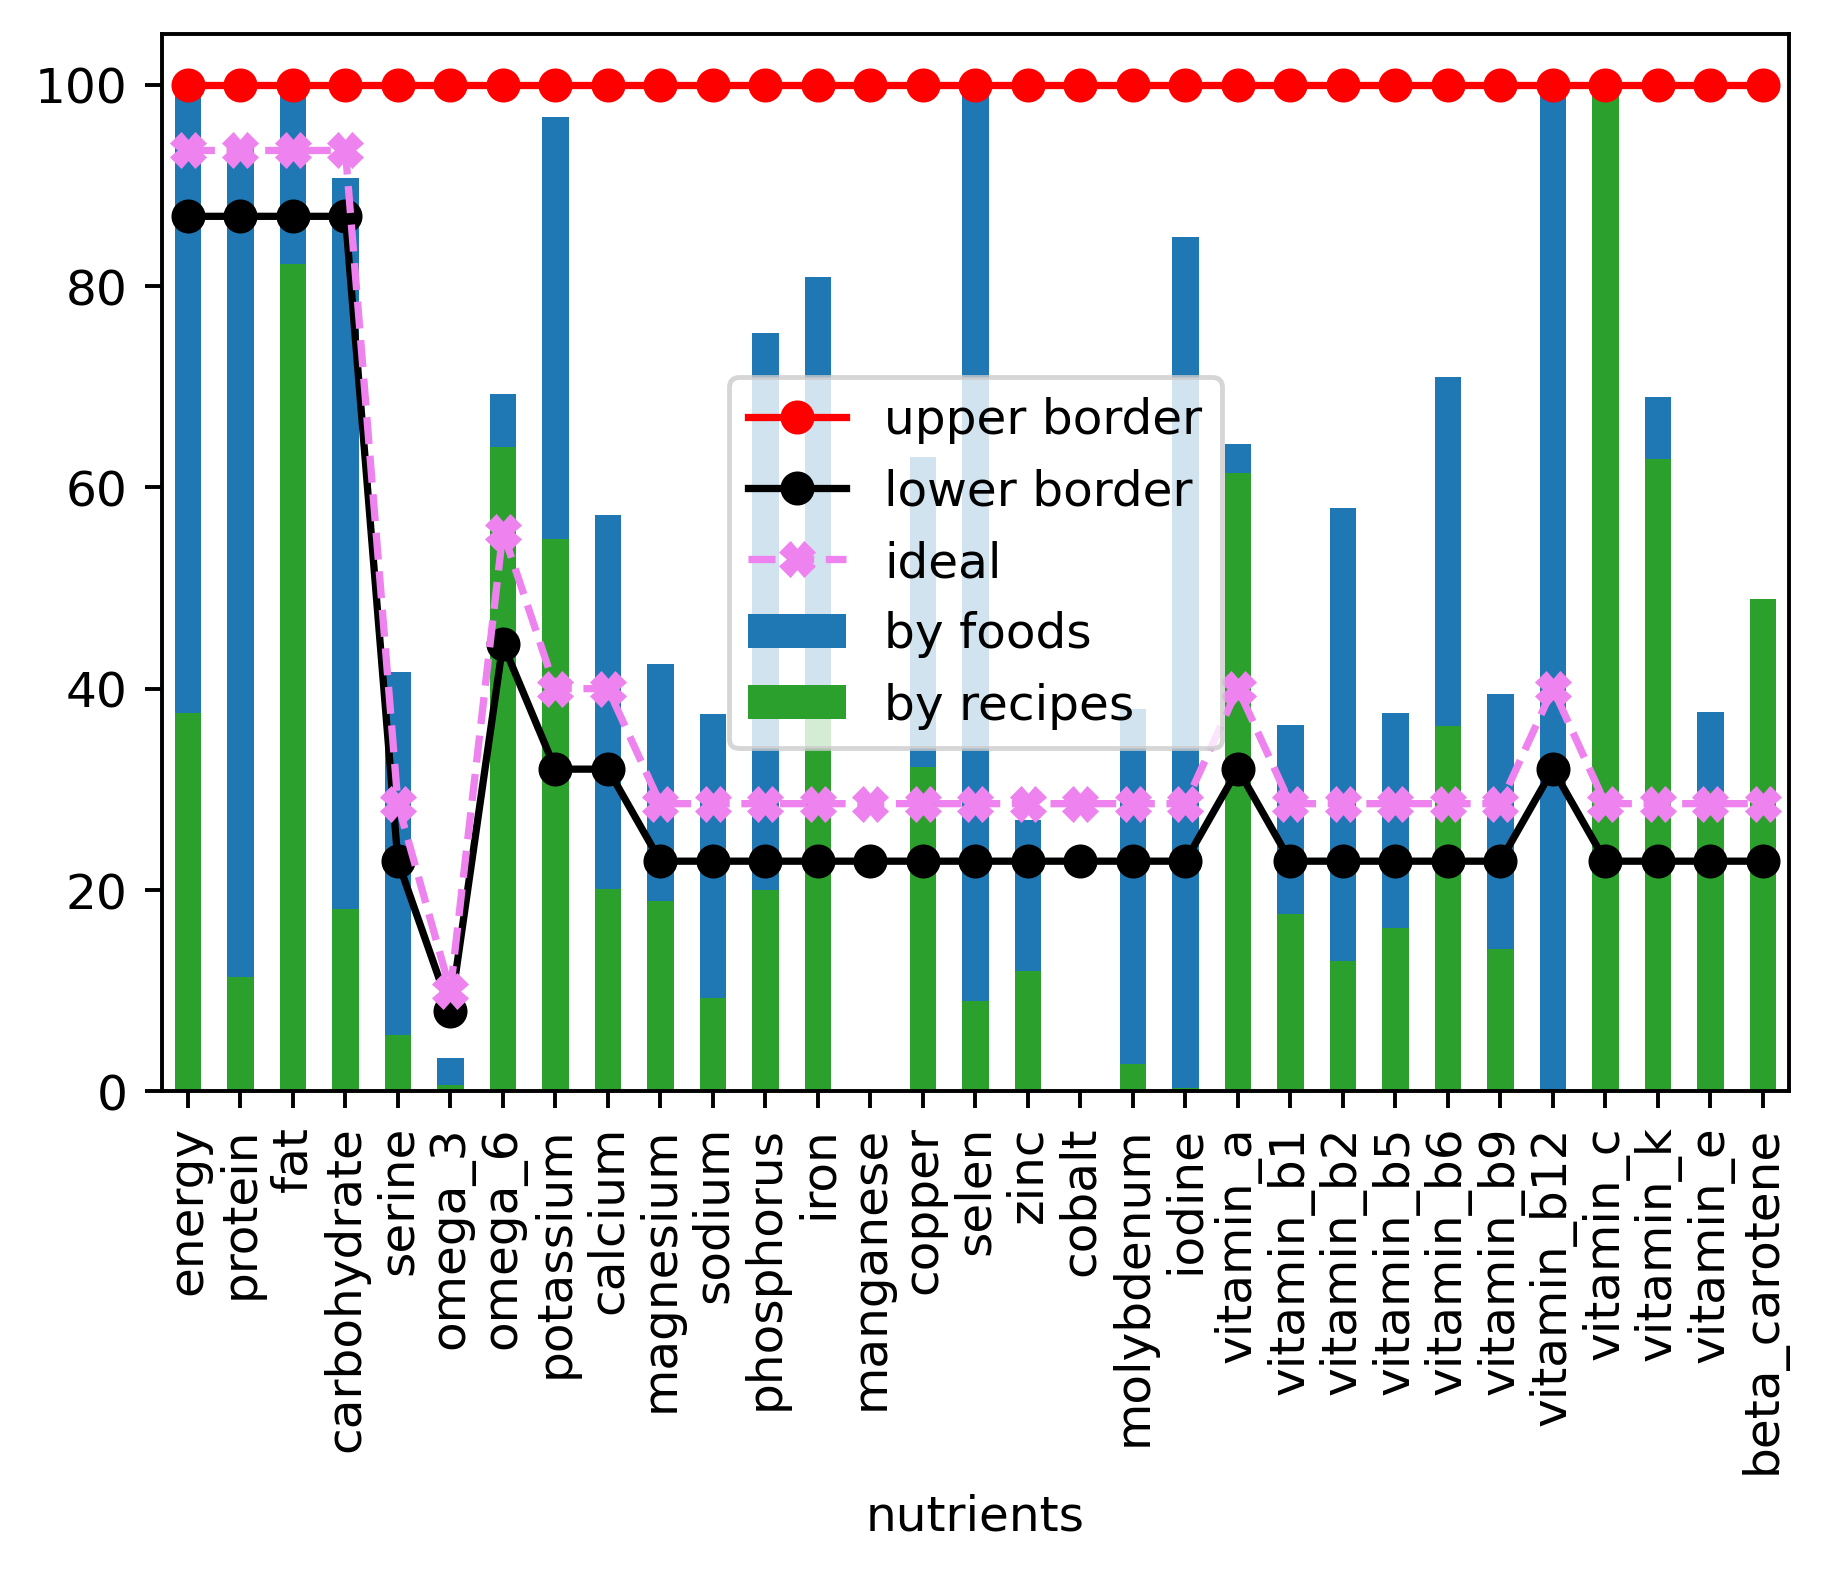 100
80
60
40
20
0
upper border
lower border
ideal
by foods
by recipes
energy
protein
fat
carbohydrate
serine
omega_3
omega_6
potassium
calcium
magnesium
sodium
phosphorus
iron
manganese
copper
selen
zinc
cobalt
molybdenum
iodine
vitamin_a
vitamin_b1
vitamin_b2
vitamin_b5
vitamin_b6
vitamin_b9
vitamin_b12
vitamin_c
vitamin_k
vitamin_e
beta_carotene
nutrients